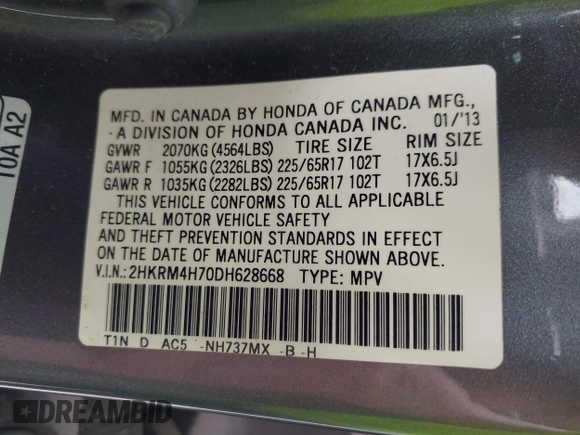 MFD. IN CANADA BY HONDA OF CANADA MFG.,
- A DIVISION OF HONDA CANADA INC. 01/'13
GVWR 2070KG (4564LBS) TIRE SIZE RIM SIZE
GAWR F 1055KG (2326LBS) 225/65R17 102T 17X6.5J
GAWR R 1035KG (2282LBS) 225/65R17 102T 17X6.5J
THIS VEHICLE CONFORMS TO ALL APPLICABLE
FEDERAL MOTOR VEHICLE SAFETY
AND THEFT PREVENTION STANDARDS IN EFFECT
ON THE DATE OF MANUFACTURE SHOWN ABOVE.
V.I.N.: 2HKRM4H70DH628668 TYPE: MPV
T1N D AC5 -NH737MX -B -H
T0A A2
DREAMBID